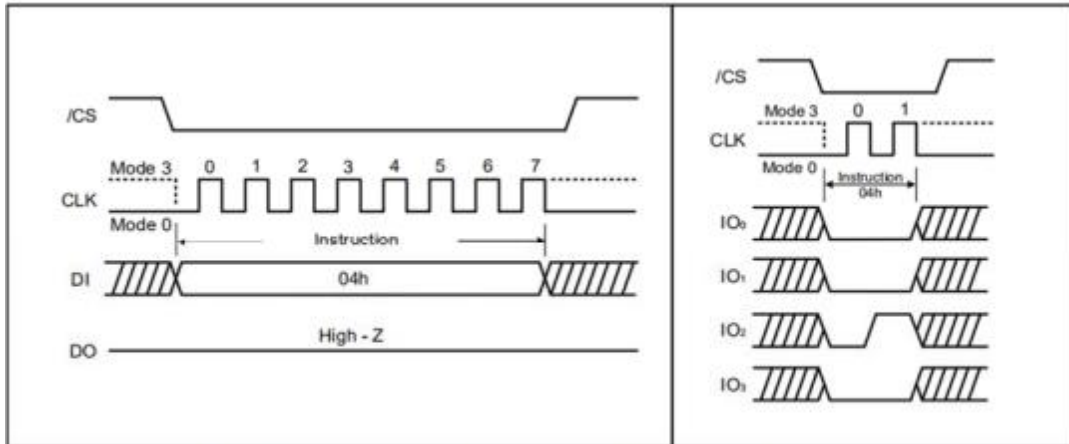 /CS
Mode 3 0 1 2 3 4 5 6 7
CLK
Mode 0
Instruction
DI 04h
High - Z
DO
/CS
Mode 3 0 1
CLK
Mode 0 Instruction
04h
IO₀
IO₁
IO₂
IO₃